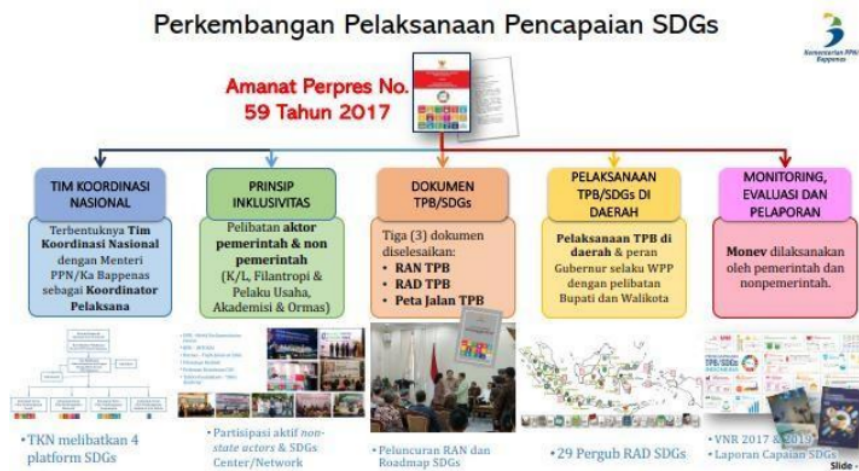 Perkembangan Pelaksanaan Pencapaian SDGs
Kementerian PPN/
Bappenas
Amanat Perpres No.
59 Tahun 2017
TIM KOORDINASI
NASIONAL
Terbentuknya Tim
Koordinasi Nasional
dengan Menteri
PPN/Ka Bappenas
sebagai Koordinator
Pelaksana
• TKN melibatkan 4
platform SDGs
PRINSIP
INKLUSIVITAS
Pelibatan aktor
pemerintah & non
pemerintah
(K/L, Filantropi &
Pelaku Usaha,
Akademisi & Ormas)
• Partisipasi aktif non-
state actors & SDGs
Center/Network
DOKUMEN
TPB/SDGs
Tiga (3) dokumen
diselesaikan:
• RAN TPB
• RAD TPB
• Peta Jalan TPB
• Peluncuran RAN dan
Roadmap SDGs
PELAKSANAAN
TPB/SDGs DI
DAERAH
Pelaksanaan TPB di
daerah & peran
Gubernur selaku WPP
dengan pelibatan
Bupati dan Walikota
• 29 Pergub RAD SDGs
MONITORING,
EVALUASI DAN
PELAPORAN
Monev dilaksanakan
oleh pemerintah dan
nonpemerintah.
TPB/SDGs
• VNR 2017 & 2019
• Laporan Capaian SDGs
Slide -